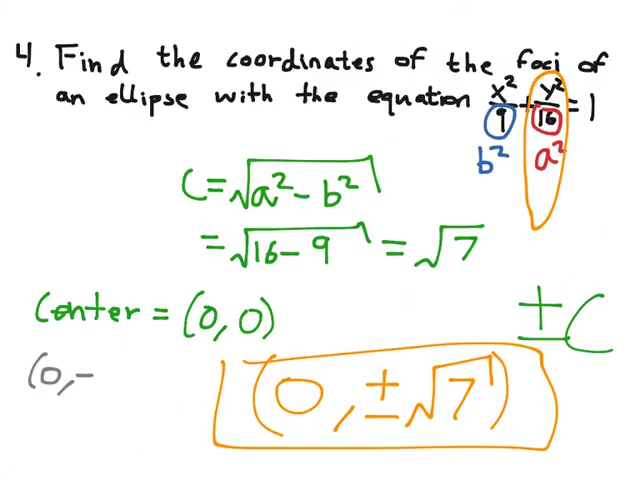 4. Find the coordinates of the foci of
an ellipse with the equation x²/9 + y²/16 = 1
b² a²
C = √a² - b²
= √16 - 9 = √7
Center = (0, 0)
± C
(0, -
(0, ± √7)